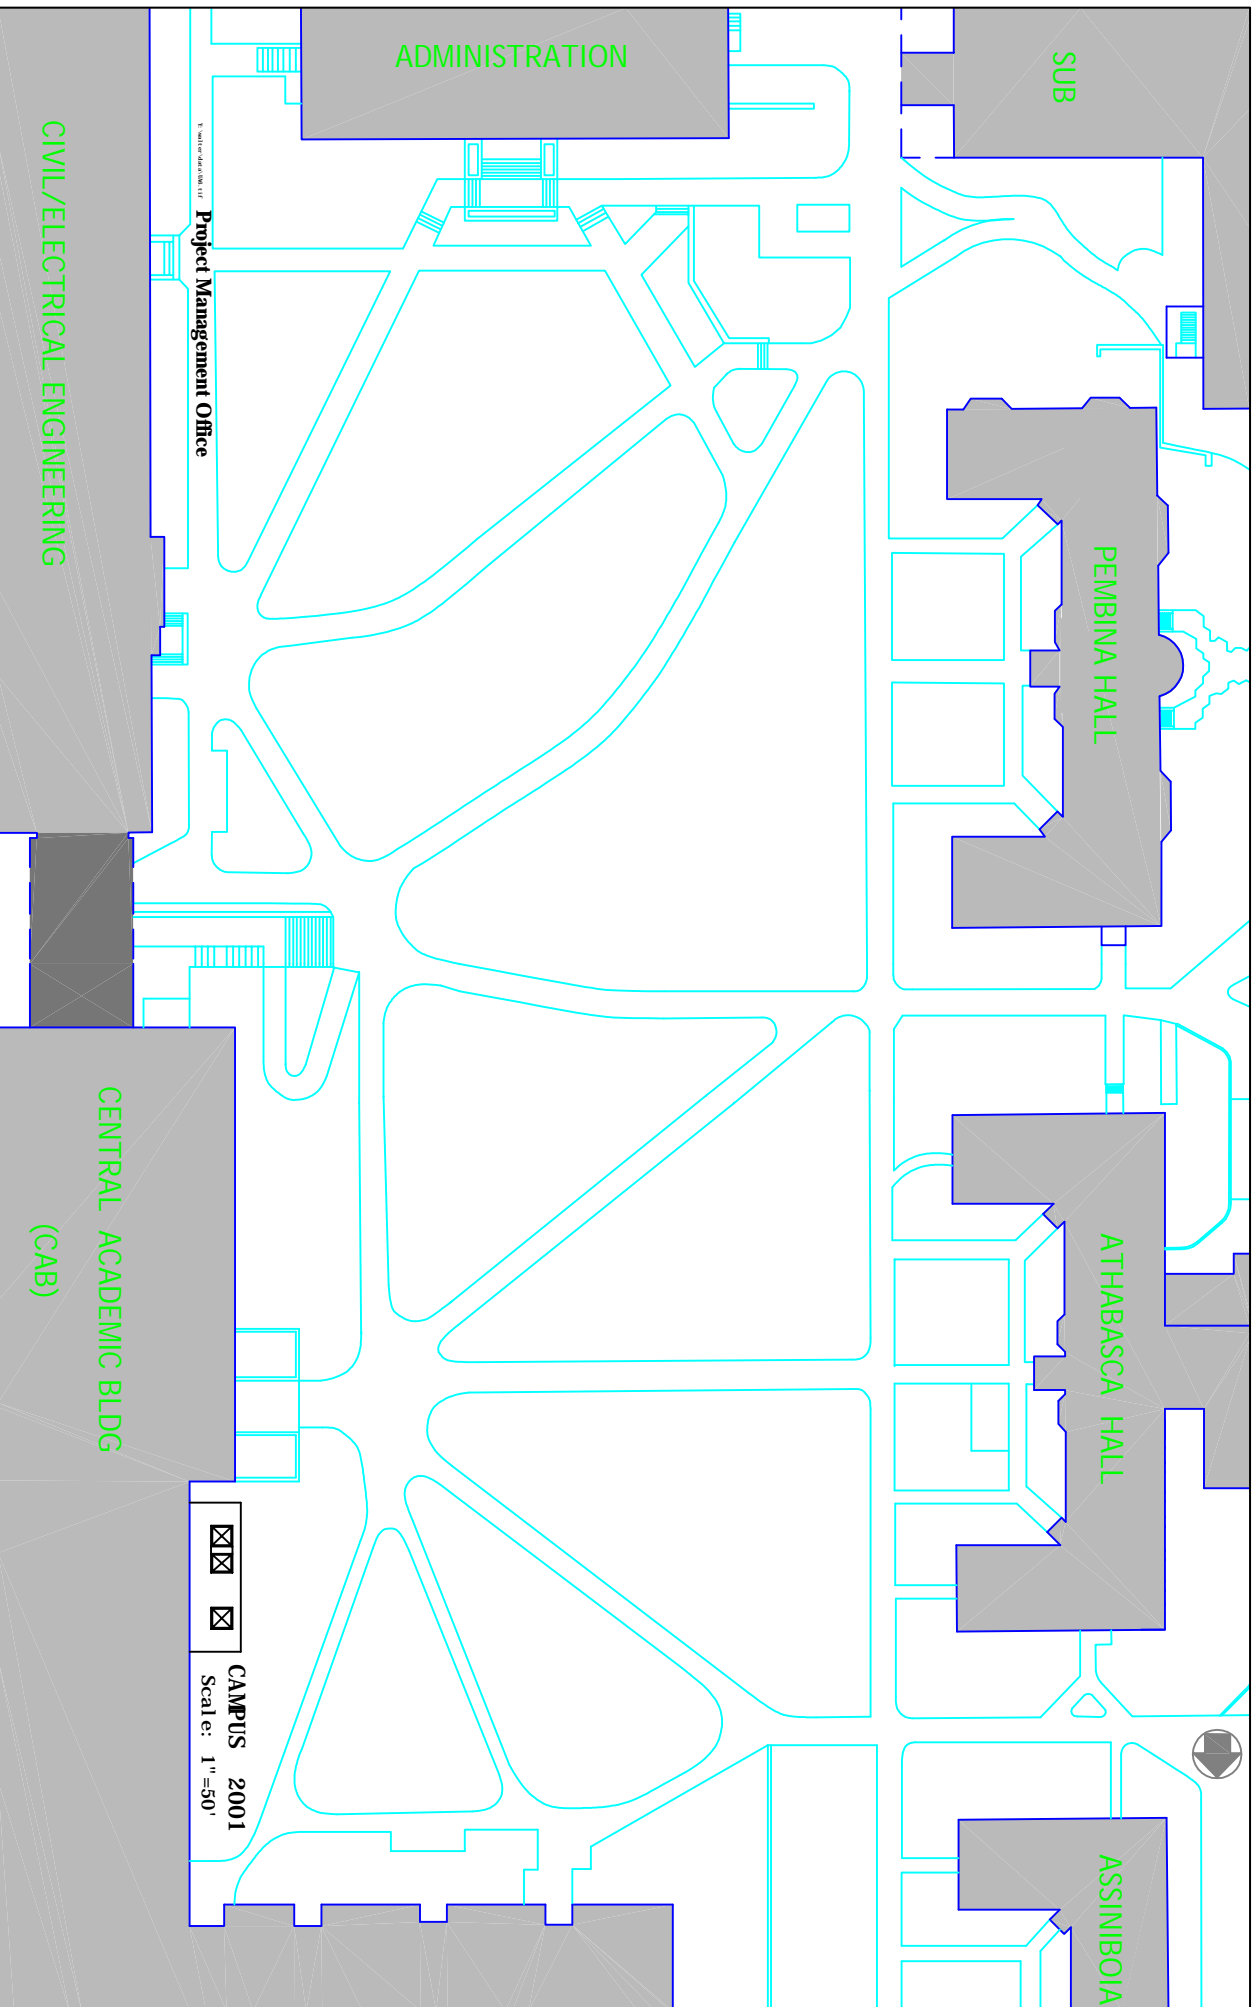 ADMINISTRATION
SUB
CIVIL/ELECTRICAL ENGINEERING
Project Management Office
PEMBINA HALL
CENTRAL ACADEMIC BLDG
(CAB)
ATHABASCA HALL
CAMPUS 2001
Scale: 1"=50'
ASSINIBOIA